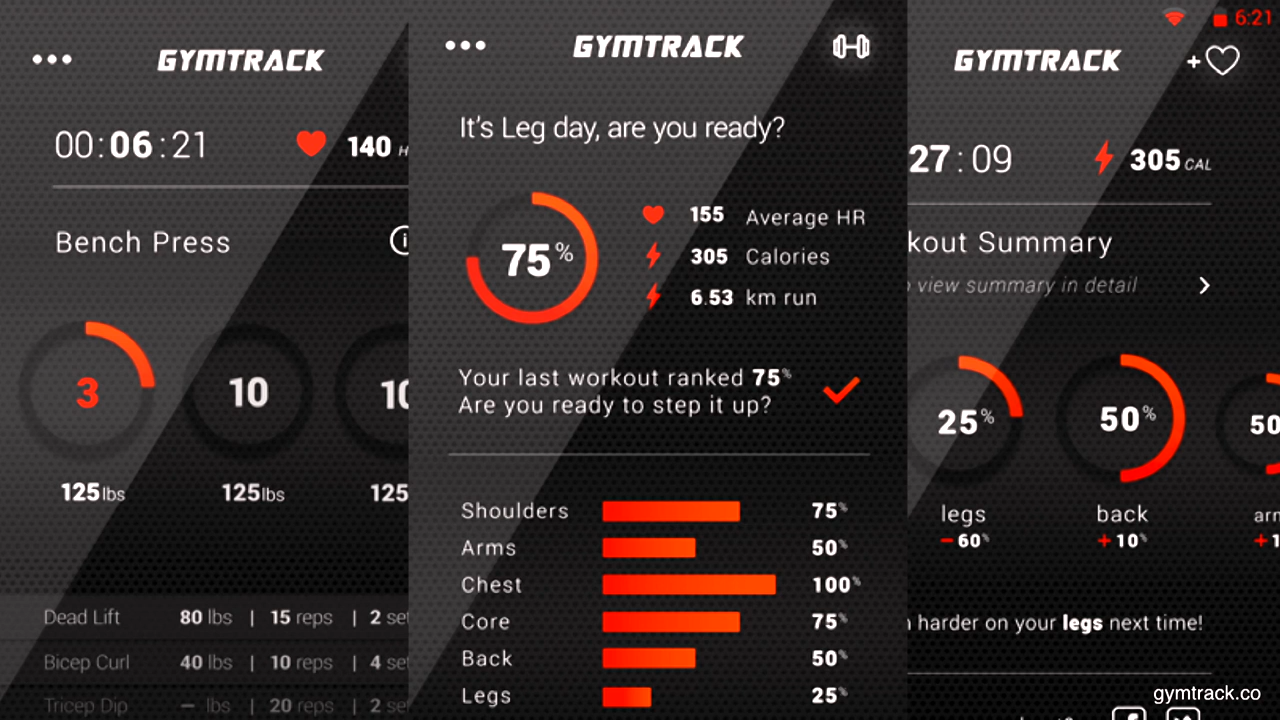 GYMTRACK
00:06:21 140
Bench Press
3 10
125lbs 125lbs 125
Dead Lift 80 lbs | 15 reps | 2
Bicep Curl 40 lbs | 10 reps | 4
Tricep Dip – lbs | 20 reps | 2
GYMTRACK
It's Leg day, are you ready?
75%
155 Average HR
305 Calories
6.53 km run
Your last workout ranked 75%
Are you ready to step it up?
Shoulders 75%
Arms 50%
Chest 100%
Core 75%
Back 50%
Legs 25%
6:21
GYMTRACK
27:09 305 CAL
Summary
view summary in detail
25% 50% 50
legs back
-60% +10%
harder on your legs next time!
gymtrack.co